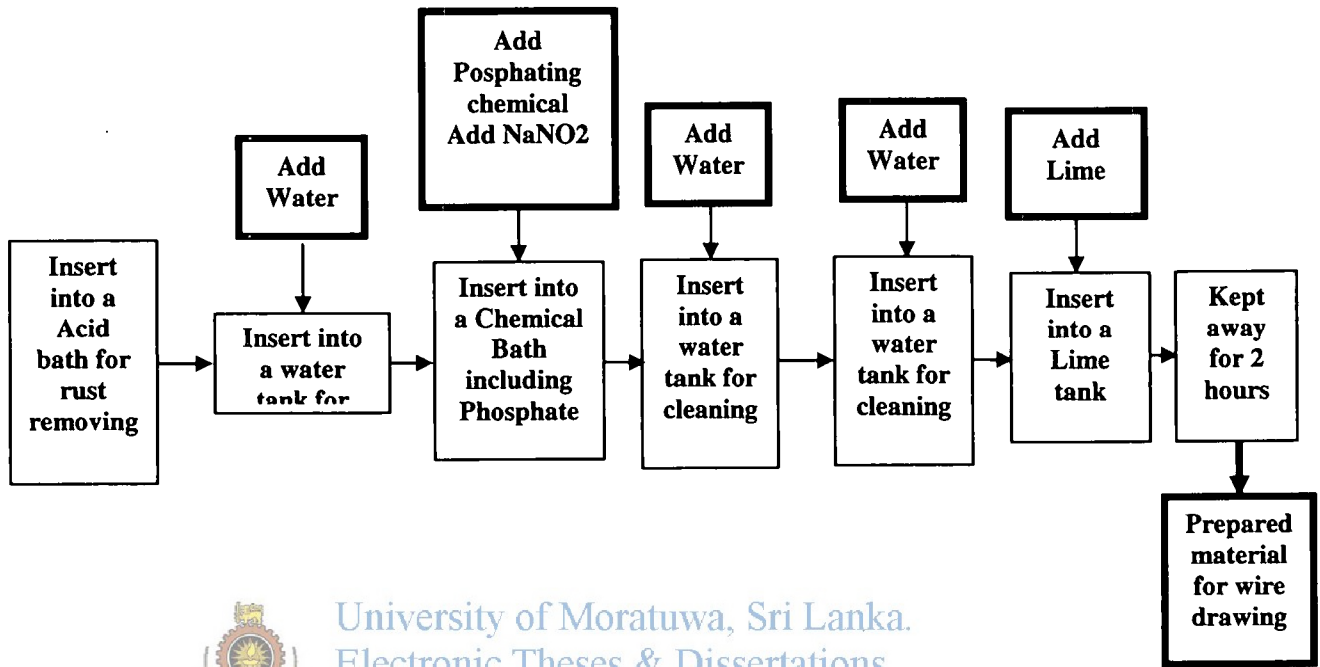 Add
Posphating
chemical
Add NaNO2
Add
Water
Add
Water
Add
Water
Add
Lime
Insert
into a
Acid
bath for
rust
removing
Insert into
a water
tank for
Insert into
a Chemical
Bath
including
Phosphate
Insert
into a
water
tank for
cleaning
Insert
into a
water
tank for
cleaning
Insert
into a
Lime
tank
Kept
away
for 2
hours
Prepared
material
for wire
drawing
University of Moratuwa, Sri Lanka.
Electronic Theses & Dissertations